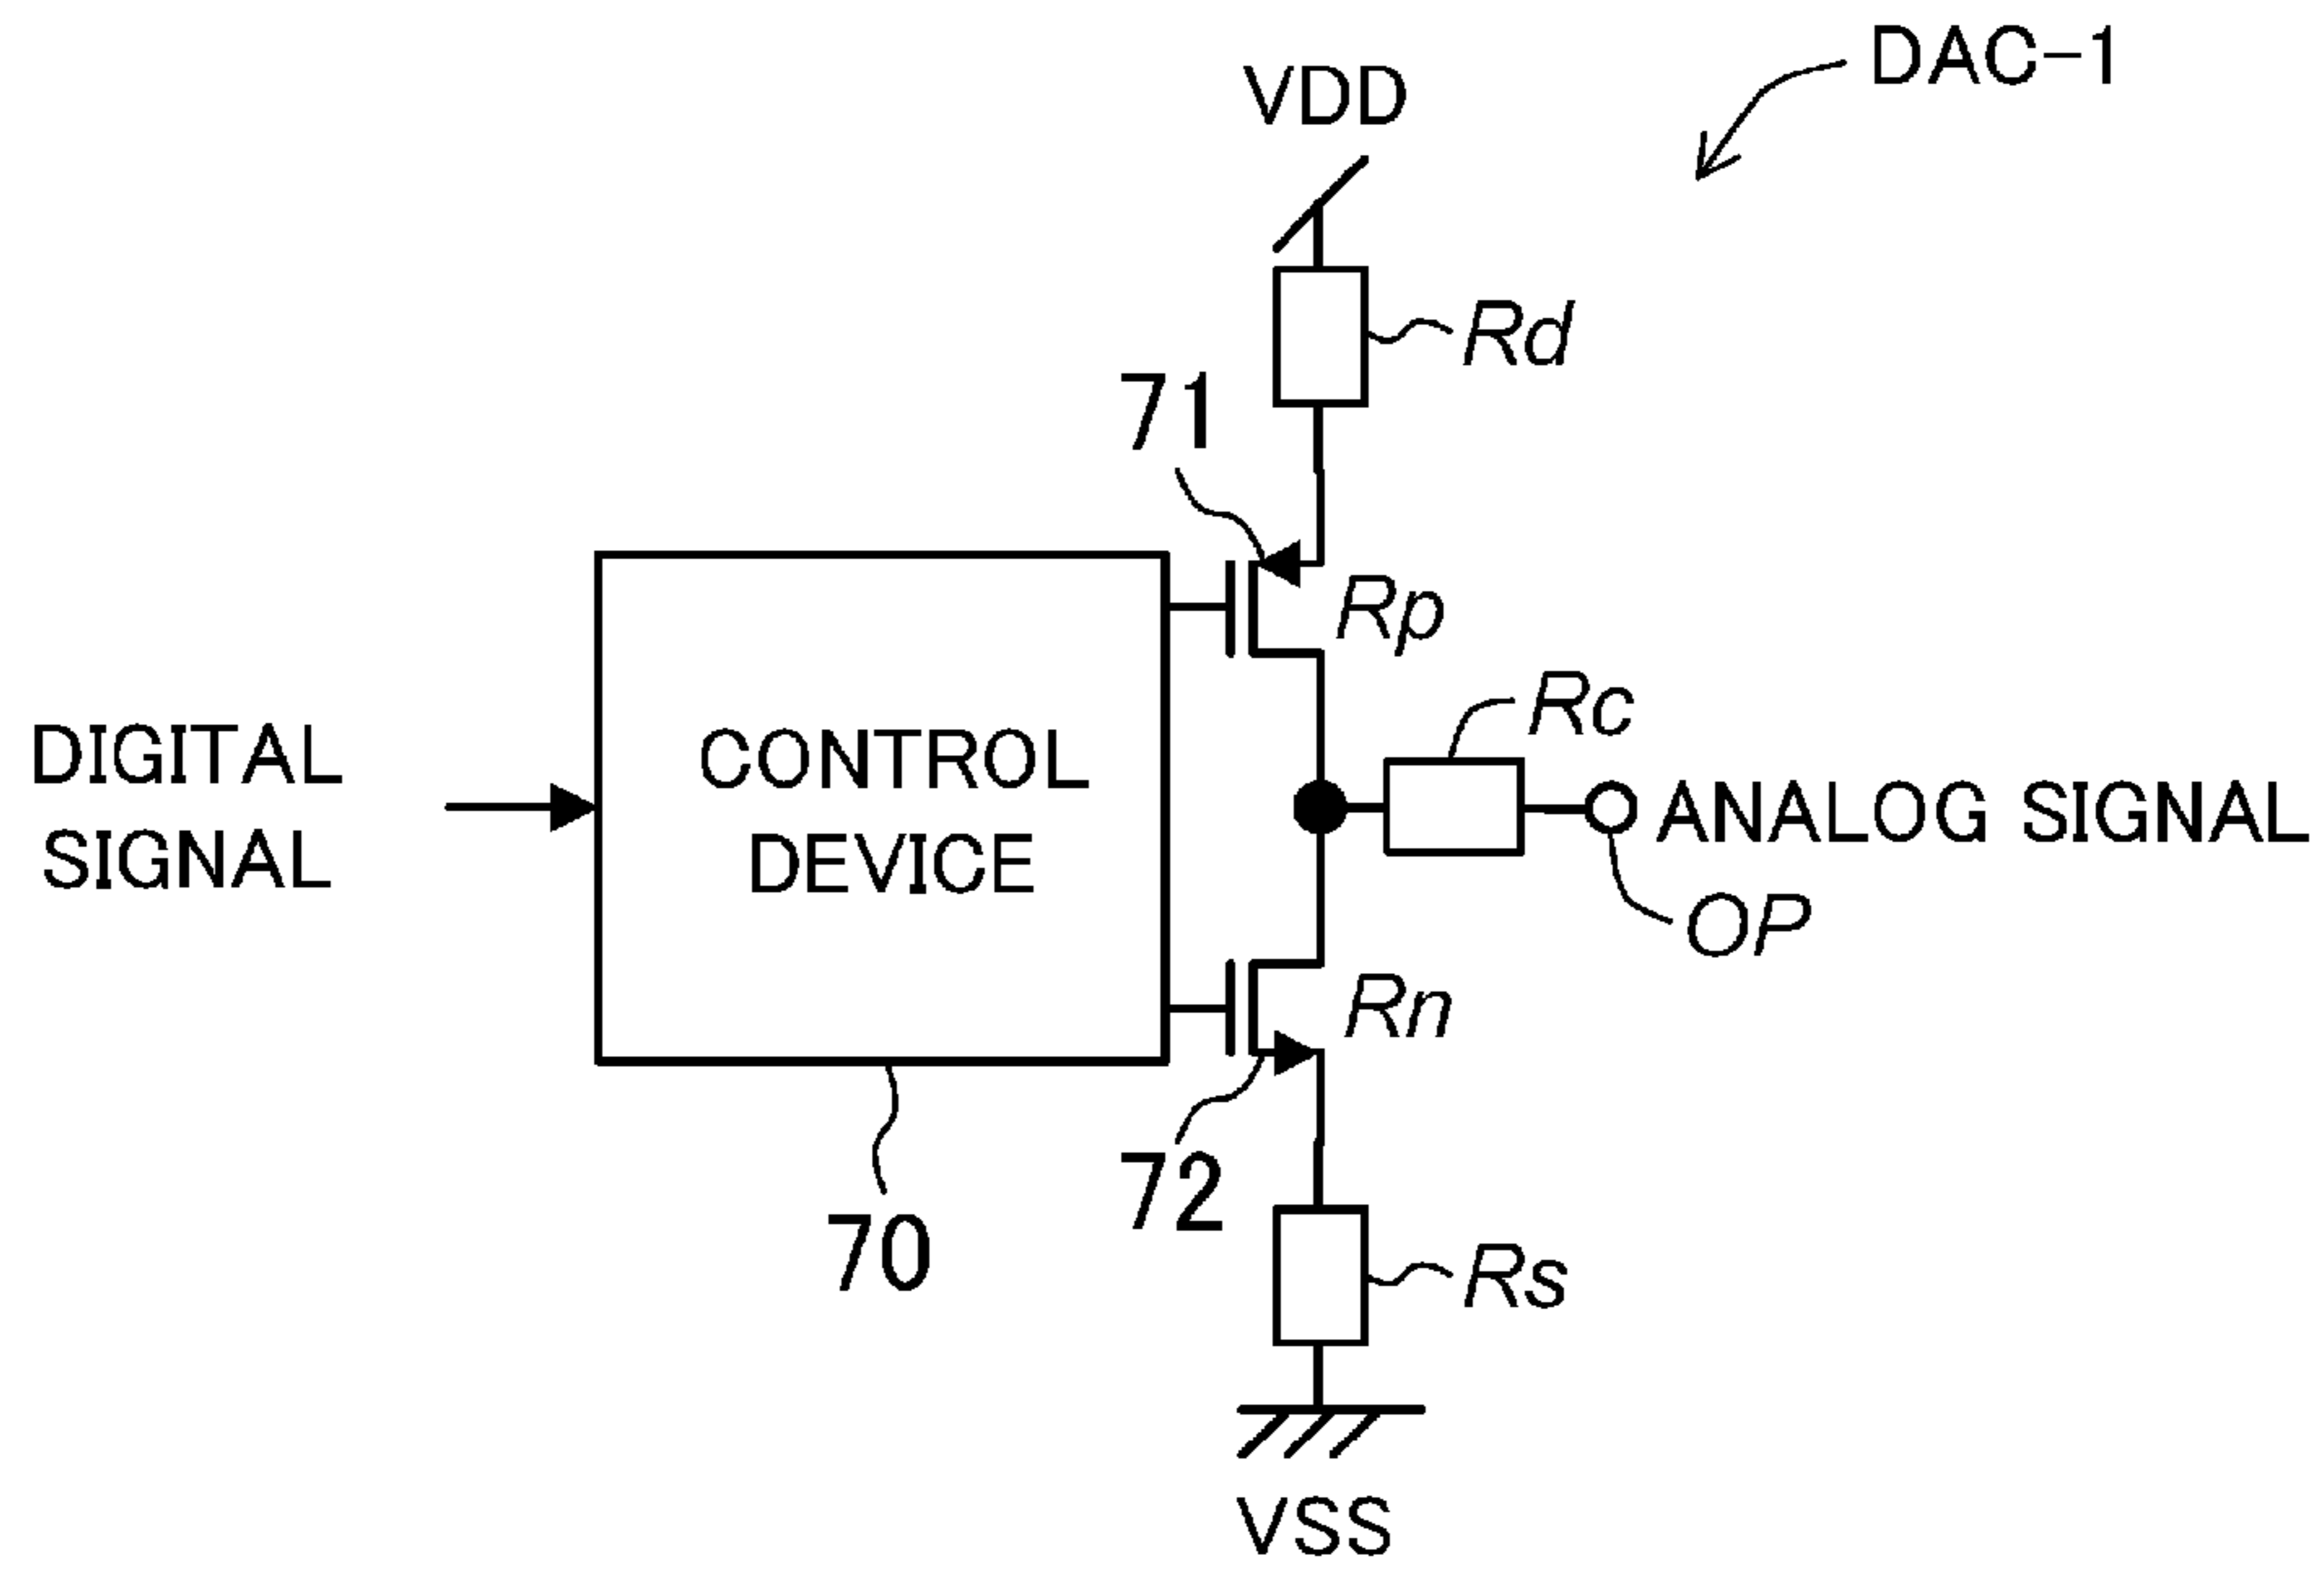 DAC-1
VDD
Rd
71
Rp
Rc
DIGITAL
SIGNAL
CONTROL
DEVICE
ANALOG SIGNAL
OP
Rn
72
70
Rs
VSS